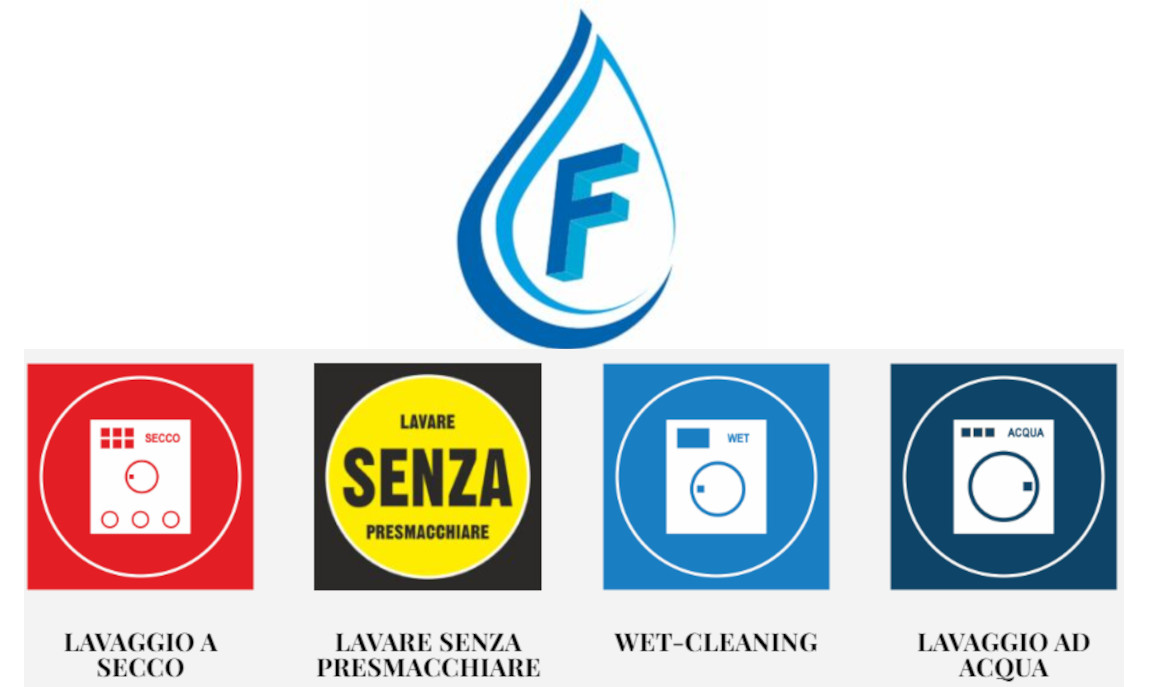 F
SECCO
LAVARE
SENZA
PRESMACCHIARE
WET
ACQUA
LAVAGGIO A
SECCO
LAVARE SENZA
PRESMACCHIARE
WET-CLEANING
LAVAGGIO AD
ACQUA